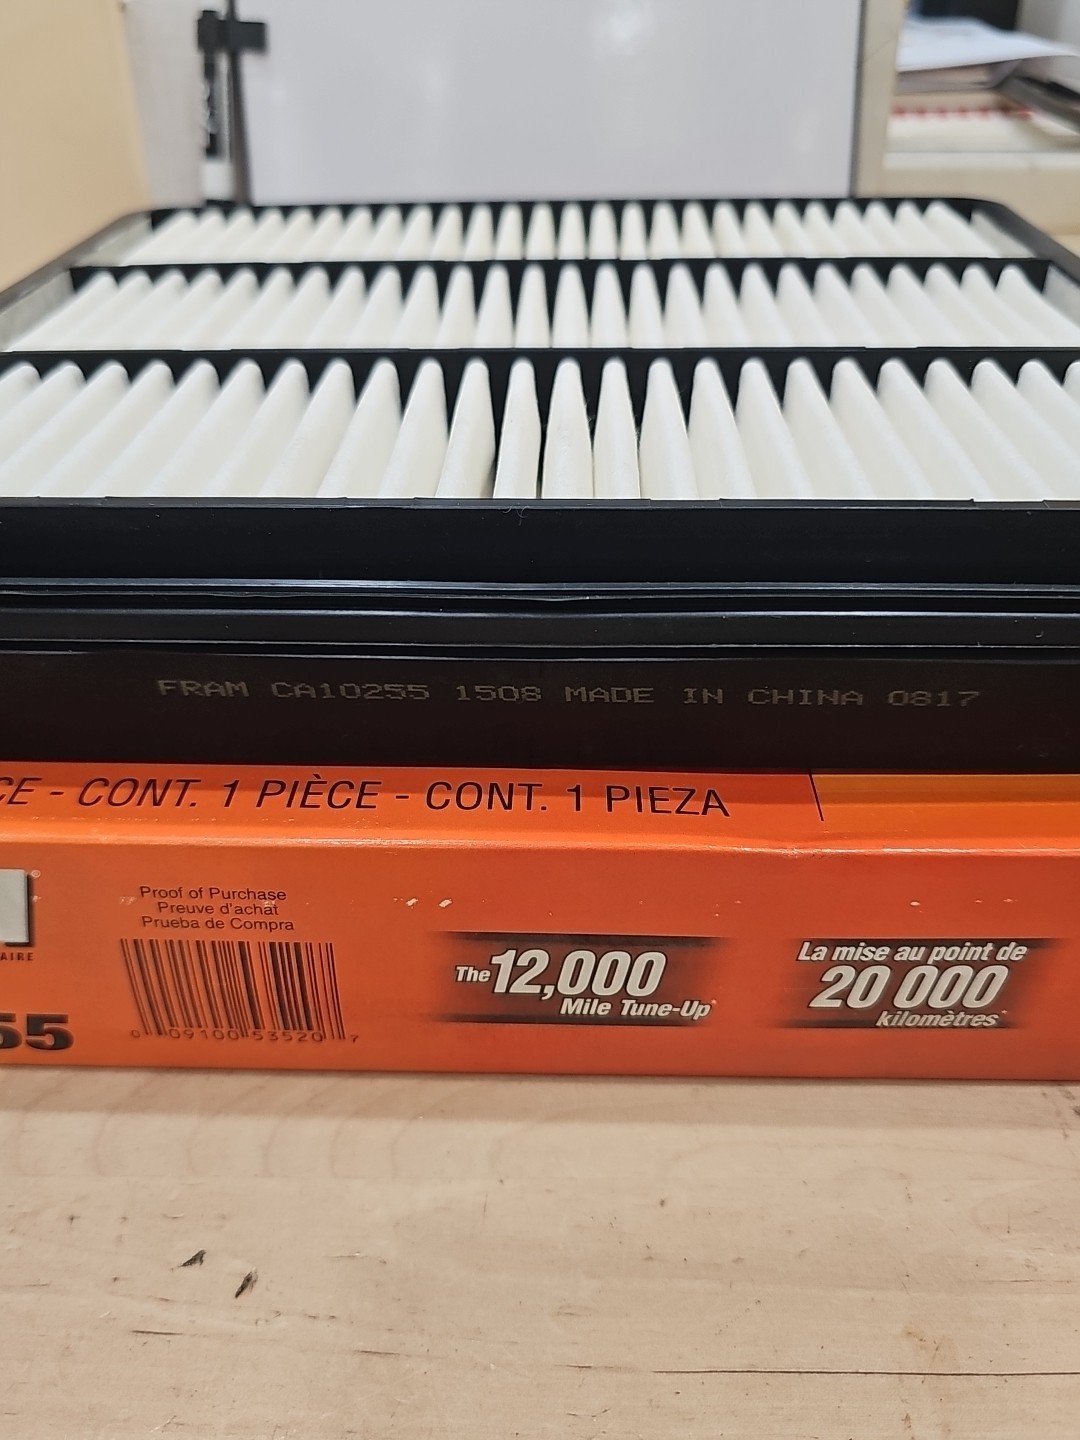 FRAM CA10255 1508 MADE IN CHINA 0817
CE - CONT. 1 PIÈCE - CONT. 1 PIEZA
Proof of Purchase
Preuve d'achat
Prueba de Compra
0 09100 53520 7
AIRE
55
The 12,000
Mile Tune-Up
La mise au point de
20 000
kilomètres